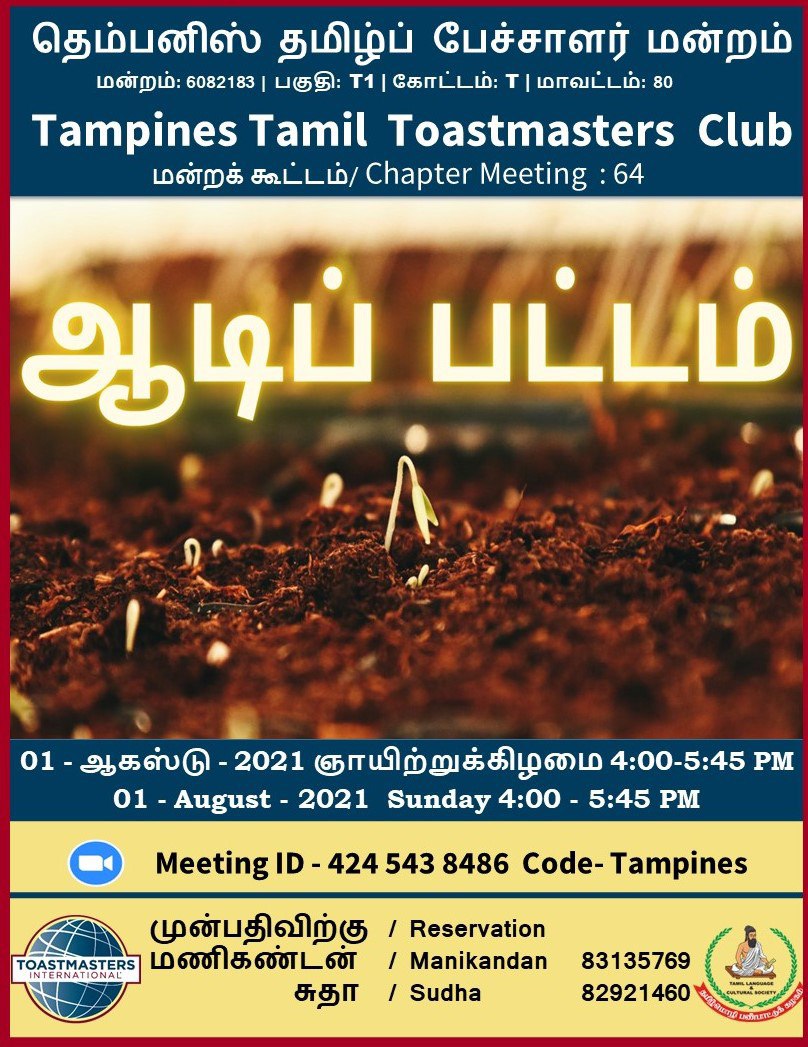 தெம்பனிஸ் தமிழ்ப் பேச்சாளர் மன்றம்
மன்றம்: 6082183 | பகுதி: T1 | கோட்டம்: T | மாவட்டம்: 80
Tampines Tamil Toastmasters Club
மன்றக் கூட்டம்/ Chapter Meeting : 64
ஆடிப் பட்டம்
01 - ஆகஸ்டு - 2021 ஞாயிற்றுக்கிழமை 4:00-5:45 PM
01 - August - 2021 Sunday 4:00 - 5:45 PM
Meeting ID - 424 543 8486 Code- Tampines
முன்பதிவிற்கு / Reservation
மணிகண்டன் / Manikandan 83135769
சுதா / Sudha 82921460
TOASTMASTERS
INTERNATIONAL
TAMIL LANGUAGE
&
CULTURAL SOCIETY
தமிழ்மொழி பண்பாட்டுக் கழகம்